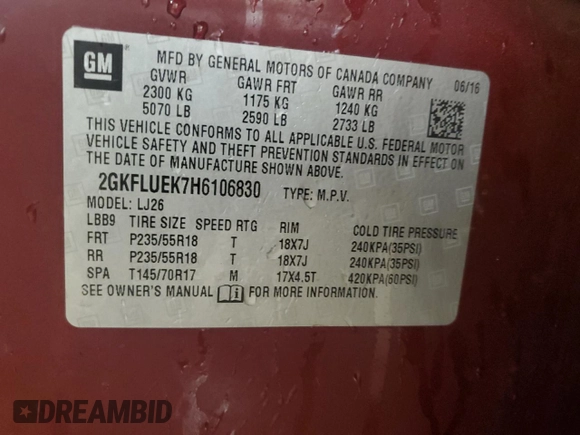 GM
MFD BY GENERAL MOTORS OF CANADA COMPANY
06/16
GVWR GAWR FRT GAWR RR
2300 KG 1175 KG 1240 KG
5070 LB 2590 LB 2733 LB
THIS VEHICLE CONFORMS TO ALL APPLICABLE U.S. FEDERAL MOTOR
VEHICLE SAFETY AND THEFT PREVENTION STANDARDS IN EFFECT ON
THE DATE OF MANUFACTURE SHOWN ABOVE.
2GKFLUEK7H6106830 TYPE: M.P.V.
MODEL: LJ26
LBB9 TIRE SIZE SPEED RTG RIM COLD TIRE PRESSURE
FRT P235/55R18 T 18X7J 240KPA(35PSI)
RR P235/55R18 T 18X7J 240KPA(35PSI)
SPA T145/70R17 M 17X4.5T 420KPA(60PSI)
SEE OWNER'S MANUAL i FOR MORE INFORMATION.
DREAMBID